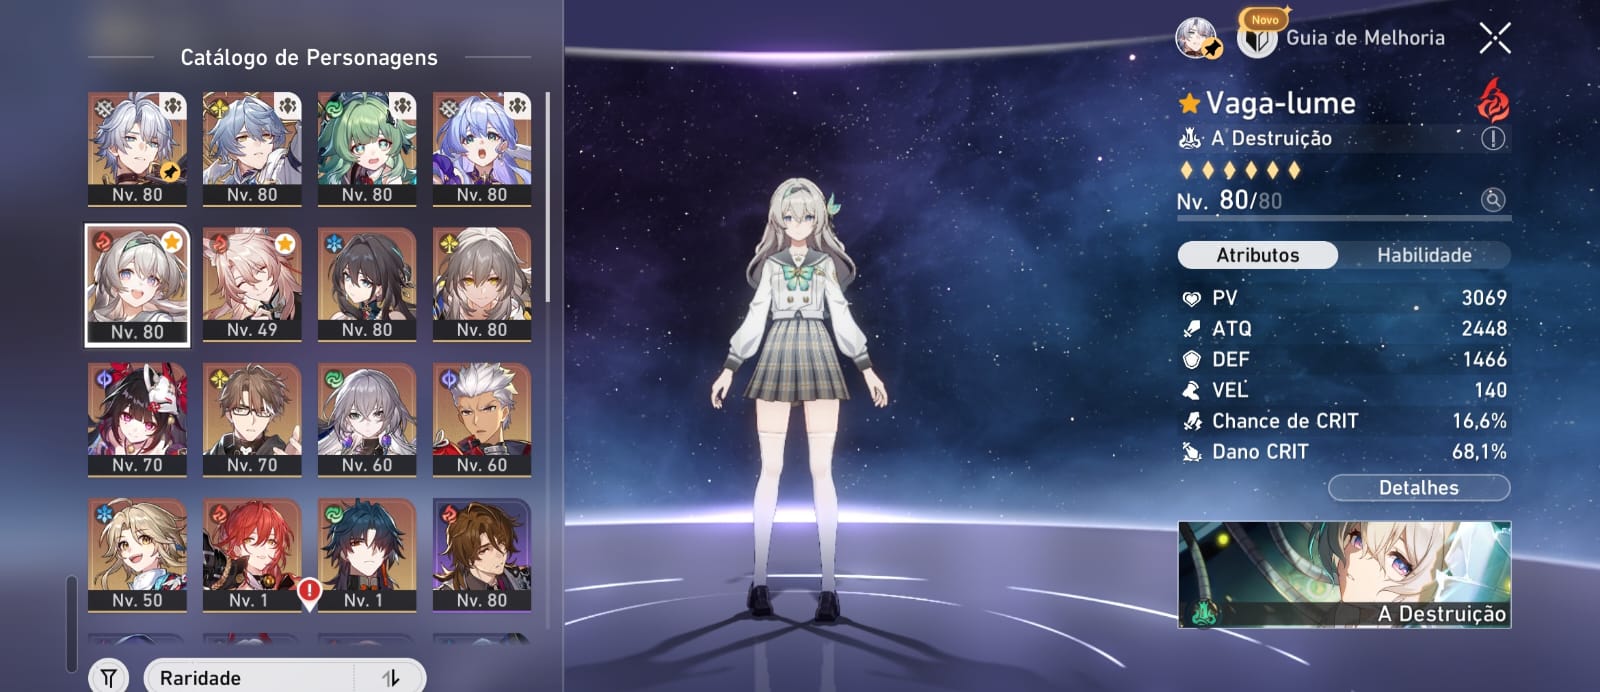 Catálogo de Personagens
Nv. 80
Nv. 80
Nv. 80
Nv. 80
Nv. 80
Nv. 49
Nv. 80
Nv. 80
Nv. 70
Nv. 70
Nv. 60
Nv. 60
Nv. 50
Nv. 1
Nv. 1
Nv. 80
Raridade
Novo
Guia de Melhoria
Vaga-lume
A Destruição
Nv. 80/80
Atributos Habilidade
PV 3069
ATQ 2448
DEF 1466
VEL 140
Chance de CRIT 16,6%
Dano CRIT 68,1%
Detalhes
A Destruição